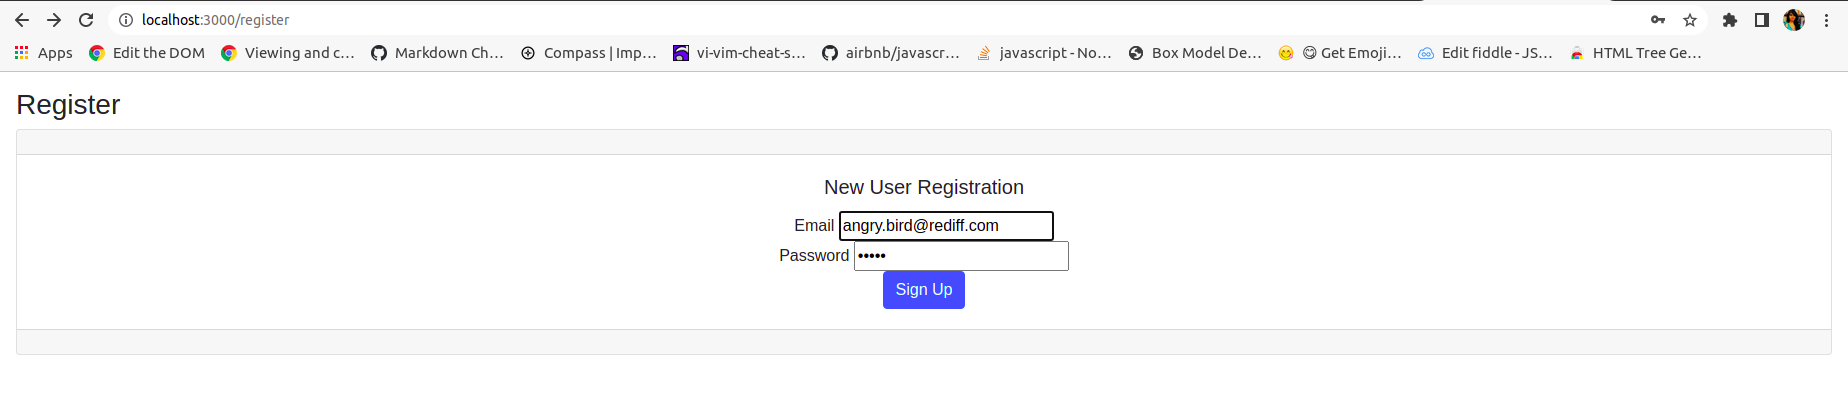 localhost:3000/register
Apps Edit the DOM Viewing and c... Markdown Ch... Compass | Imp... vi-vim-cheat-s... airbnb/javascr... javascript - No... Box Model De... 😋 Get Emoji... Edit fiddle - JS... HTML Tree Ge...
Register
New User Registration
Email angry.bird@rediff.com
Password •••••
Sign Up